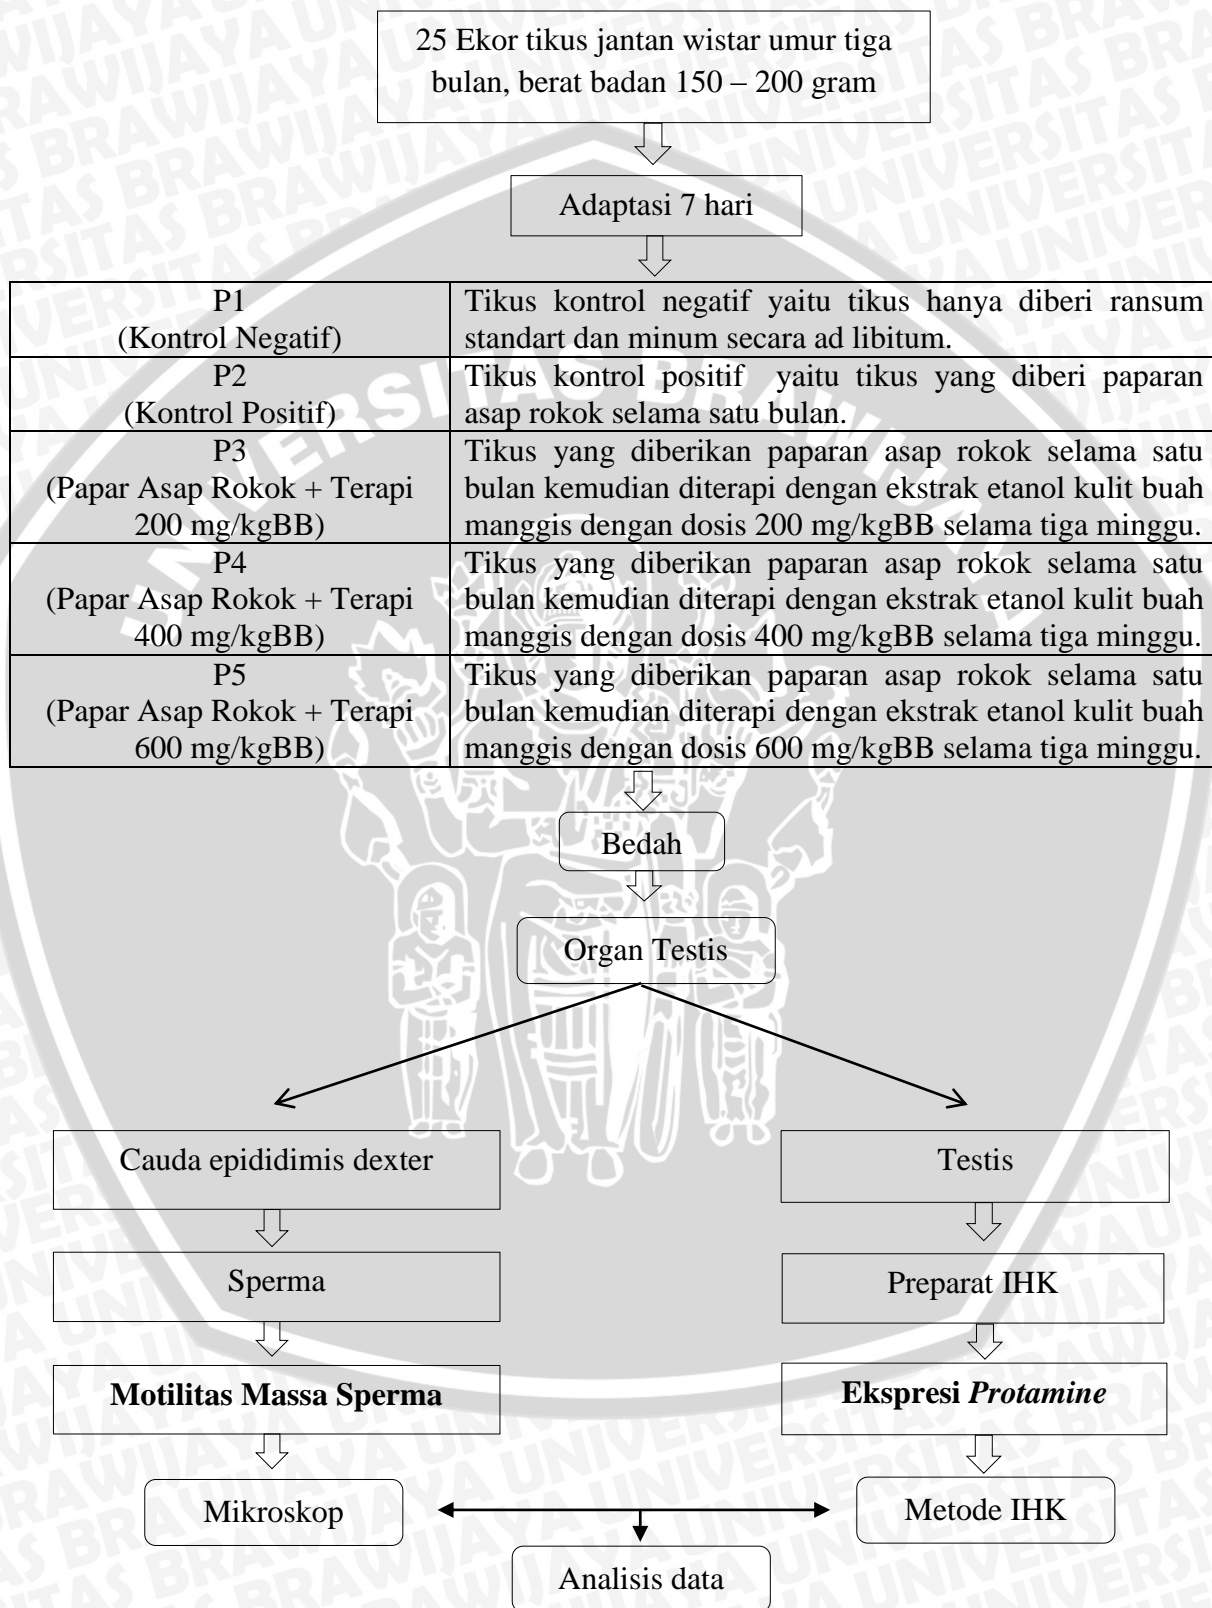 25 Ekor tikus jantan wistar umur tiga
bulan, berat badan 150 – 200 gram
Adaptasi 7 hari
P1
(Kontrol Negatif)
Tikus kontrol negatif yaitu tikus hanya diberi ransum
standart dan minum secara ad libitum.
P2
(Kontrol Positif)
Tikus kontrol positif yaitu tikus yang diberi paparan
asap rokok selama satu bulan.
P3
(Papar Asap Rokok + Terapi
200 mg/kgBB)
Tikus yang diberikan paparan asap rokok selama satu
bulan kemudian diterapi dengan ekstrak etanol kulit buah
manggis dengan dosis 200 mg/kgBB selama tiga minggu.
P4
(Papar Asap Rokok + Terapi
400 mg/kgBB)
Tikus yang diberikan paparan asap rokok selama satu
bulan kemudian diterapi dengan ekstrak etanol kulit buah
manggis dengan dosis 400 mg/kgBB selama tiga minggu.
P5
(Papar Asap Rokok + Terapi
600 mg/kgBB)
Tikus yang diberikan paparan asap rokok selama satu
bulan kemudian diterapi dengan ekstrak etanol kulit buah
manggis dengan dosis 600 mg/kgBB selama tiga minggu.
UNIVERSITAS BRAWIJAYA
Bedah
Organ Testis
Cauda epididimis dexter
Testis
Sperma
Preparat IHK
Motilitas Massa Sperma
Ekspresi Protamine
Mikroskop
Metode IHK
Analisis data